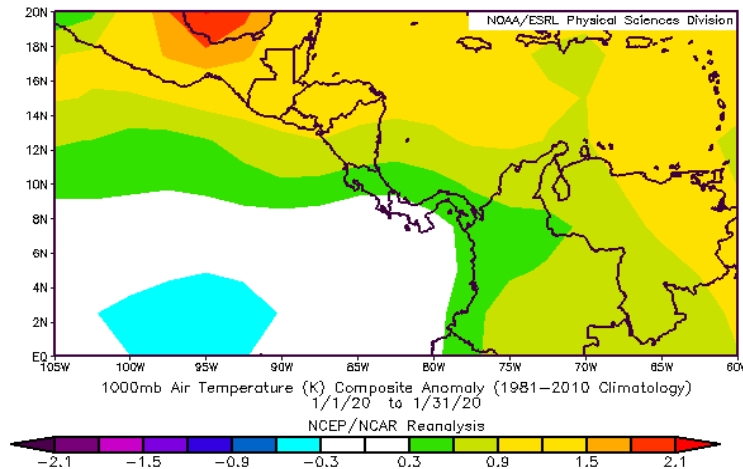 NOAA/ESRL Physical Sciences Division
20N
18N
16N
14N
12N
10N
8N
6N
4N
2N
EQ
105W 100W 95W 90W 85W 80W 75W 70W 65W 60W
1000mb Air Temperature (K) Composite Anomaly (1981-2010 Climatology)
1/1/20 to 1/31/20
NCEP/NCAR Reanalysis
-2.1 -1.5 -0.9 -0.3 0.3 0.9 1.5 2.1